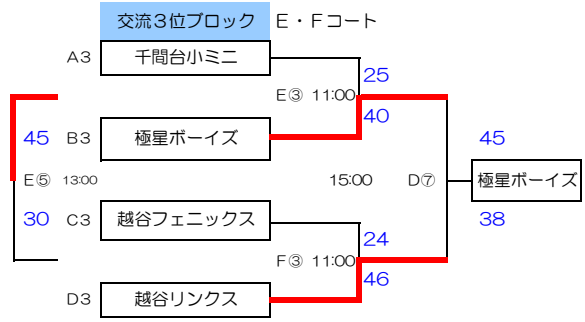 交流３位ブロック Ｅ・Ｆコート
A3 千間台小ミニ
25
E③ 11:00
40
45 B3 極星ボーイズ 45
E⑤ 13:00 15:00 D⑦ 極星ボーイズ
30 C3 越谷フェニックス 38
24
F③ 11:00
46
D3 越谷リンクス